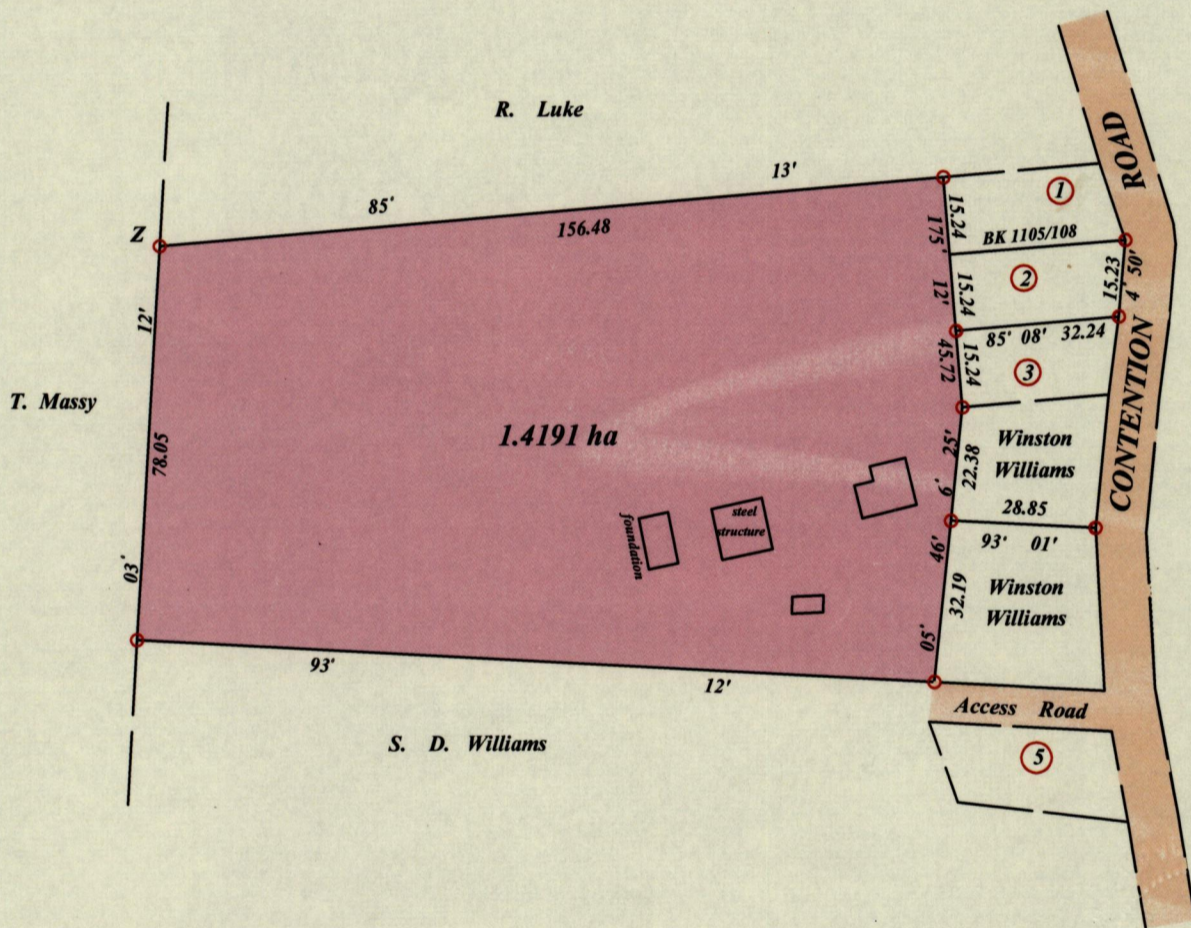 R. Luke
ROAD
13'
1
85'
15.24
156.48
Z
BK 1105/108
175'
2
15.23
4' 50'
12'
15.24
12'
85' 08' 32.24
45.72
15.24
3
CONTENTION
T. Massy
1.4191 ha
Winston
Williams
25'
22.38
78.05
6'
28.85
steel
structure
foundation
46'
93' 01'
03'
Winston
Williams
32.19
05'
93'
12'
Access Road
S. D. Williams
5